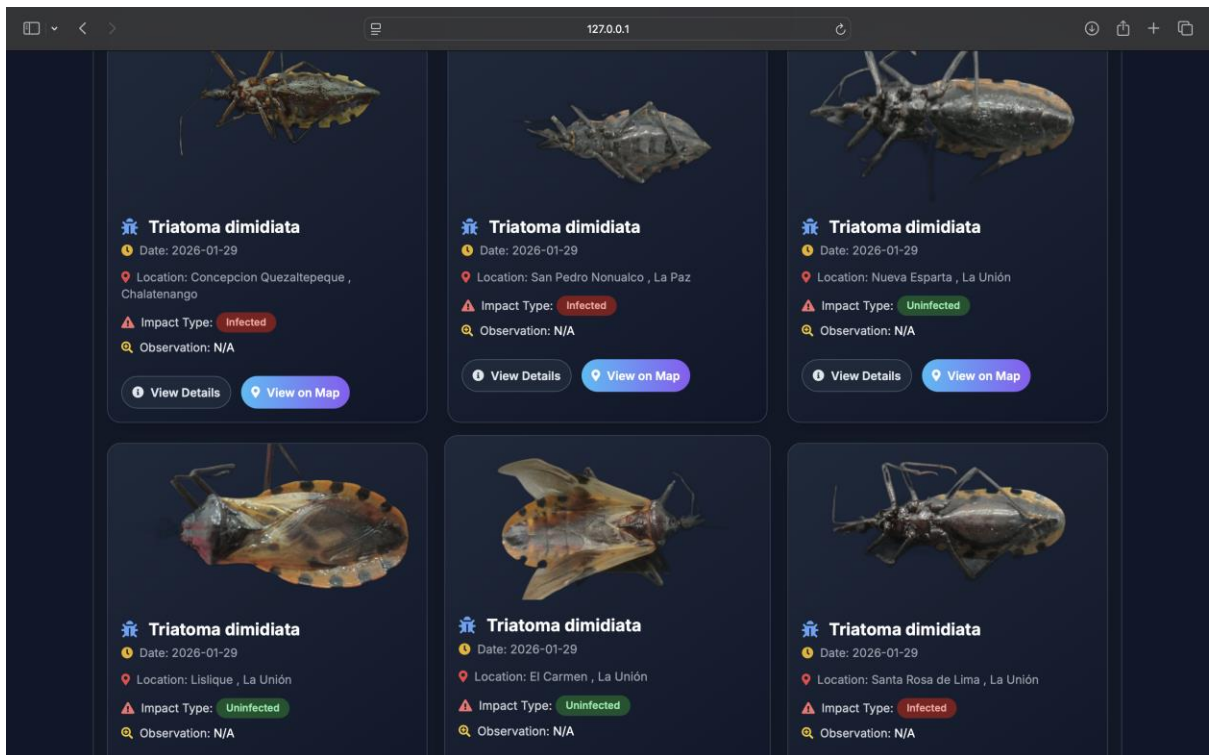 127.0.0.1
Triatoma dimidiata
Date: 2026-01-29
Location: Concepcion Quezaltepeque ,
Chalatenango
Impact Type: Infected
Observation: N/A
View Details View on Map
Triatoma dimidiata
Date: 2026-01-29
Location: San Pedro Nonualco , La Paz
Impact Type: Infected
Observation: N/A
View Details View on Map
Triatoma dimidiata
Date: 2026-01-29
Location: Nueva Esparta , La Unión
Impact Type: Uninfected
Observation: N/A
View Details View on Map
Triatoma dimidiata
Date: 2026-01-29
Location: Lislique , La Unión
Impact Type: Uninfected
Observation: N/A
Triatoma dimidiata
Date: 2026-01-29
Location: El Carmen , La Unión
Impact Type: Uninfected
Observation: N/A
Triatoma dimidiata
Date: 2026-01-29
Location: Santa Rosa de Lima , La Unión
Impact Type: Infected
Observation: N/A